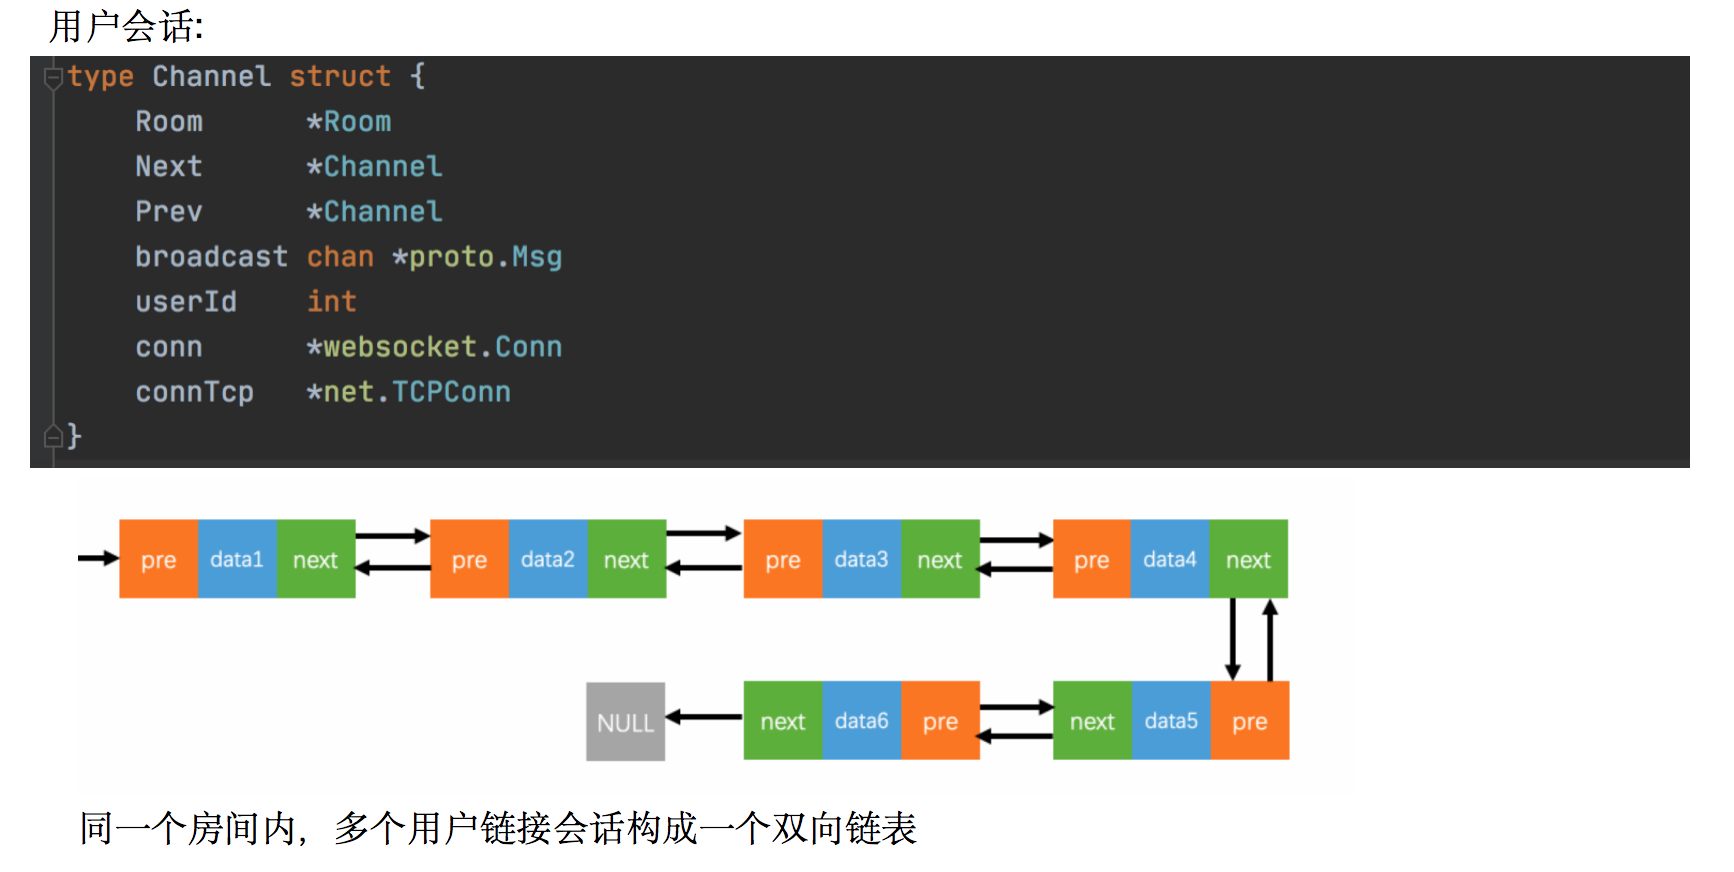 用户会话:
type Channel struct {
Room *Room
Next *Channel
Prev *Channel
broadcast chan *proto.Msg
userId int
conn *websocket.Conn
connTcp *net.TCPConn
}
pre data1 next pre data2 next pre data3 next pre data4 next
NULL next data6 pre next data5 pre
同一个房间内，多个用户链接会话构成一个双向链表